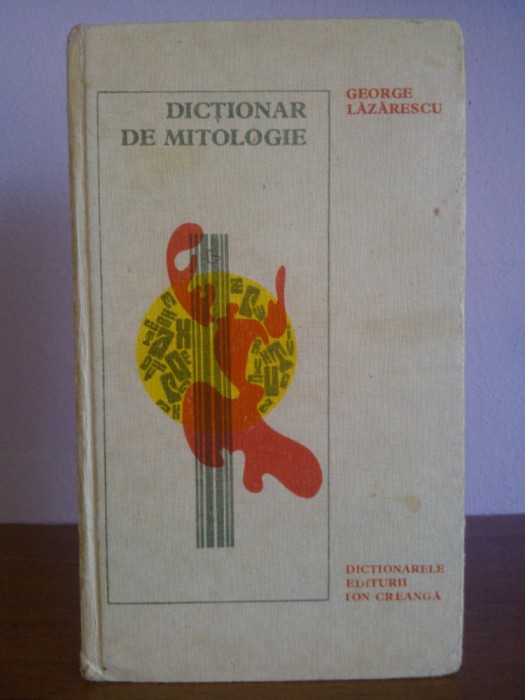 DICȚIONAR
DE MITOLOGIE
GEORGE
LĂZĂRESCU
DICȚIONARELE
EDITURII
ION CREANGĂ